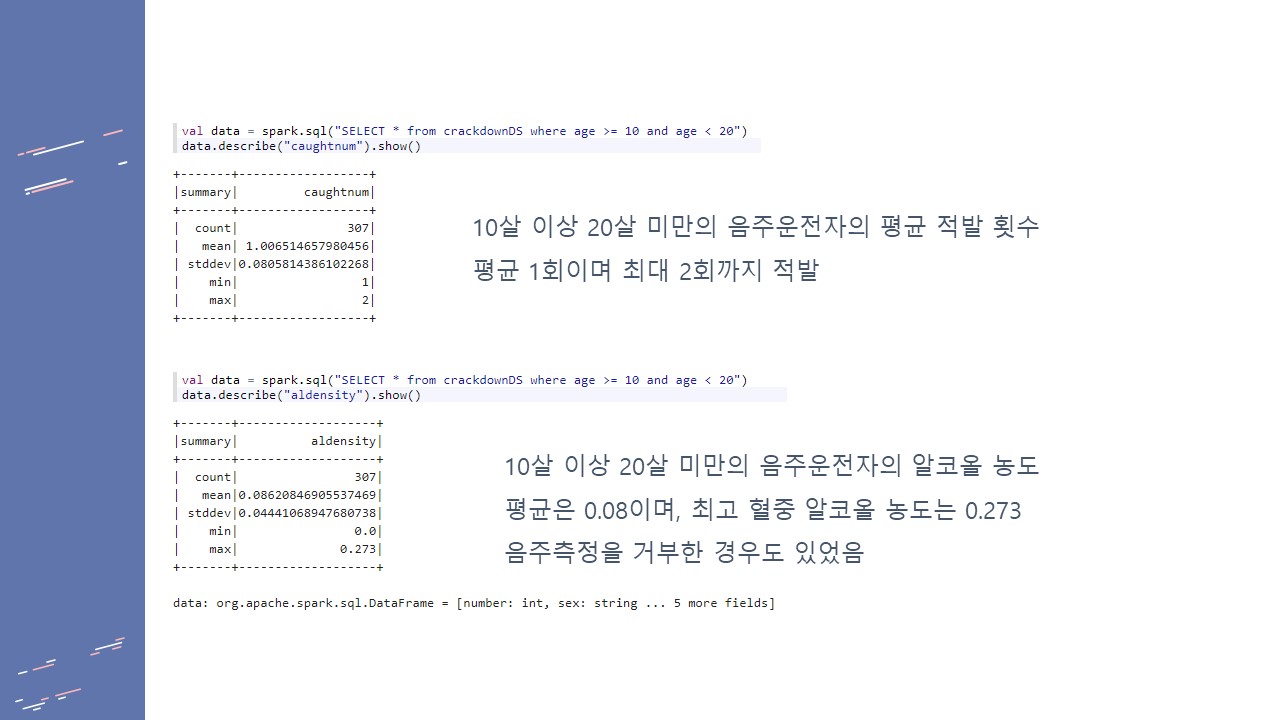 val data = spark.sql("SELECT * from crackdownDS where age >= 10 and age < 20")
data.describe("caughtnum").show()
+-------+------------------+
|summary|         caughtnum|
+-------+------------------+
|  count|               307|
|   mean| 1.006514657980456|
| stddev|0.0805814386102268|
|    min|                 1|
|    max|                 2|
+-------+------------------+
10살 이상 20살 미만의 음주운전자의 평균 적발 횟수
평균 1회이며 최대 2회까지 적발
val data = spark.sql("SELECT * from crackdownDS where age >= 10 and age < 20")
data.describe("aldensity").show()
+-------+-------------------+
|summary|          aldensity|
+-------+-------------------+
|  count|                307|
|   mean|0.08620846905537469|
| stddev|0.04441068947680738|
|    min|                0.0|
|    max|              0.273|
+-------+-------------------+
10살 이상 20살 미만의 음주운전자의 알코올 농도
평균은 0.08이며, 최고 혈중 알코올 농도는 0.273
음주측정을 거부한 경우도 있었음
data: org.apache.spark.sql.DataFrame = [number: int, sex: string ... 5 more fields]